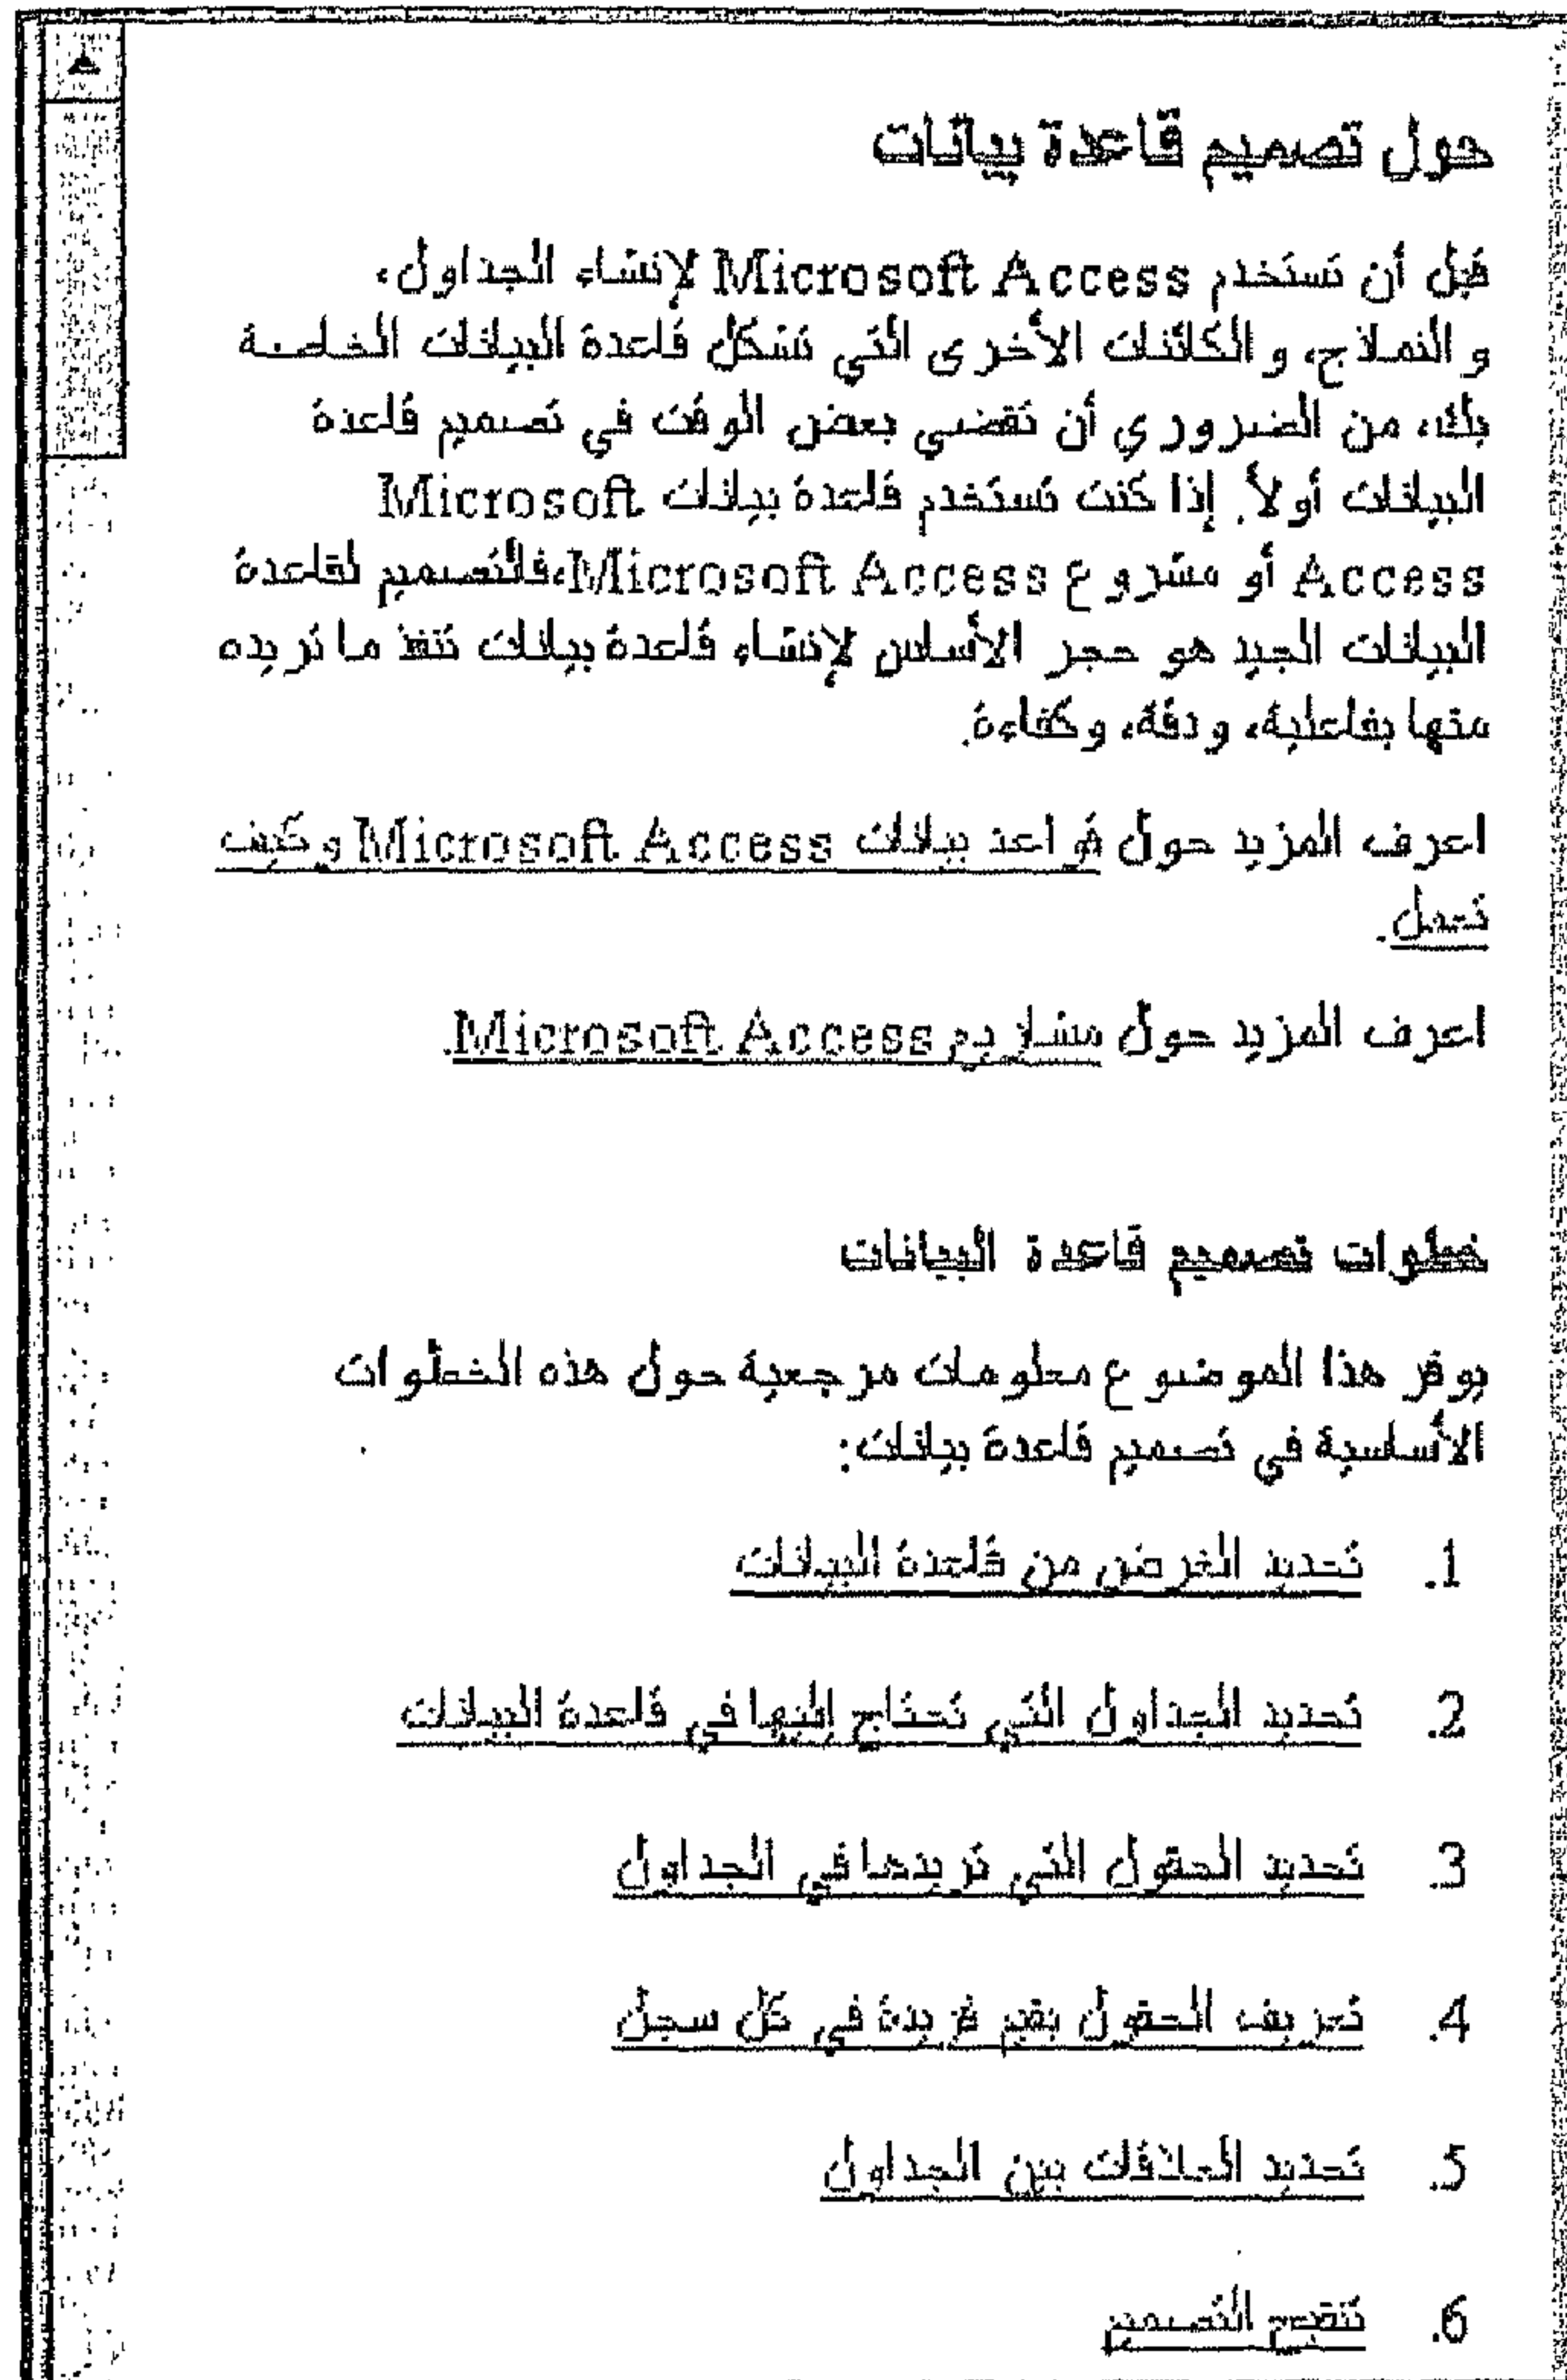 حول تصميم قاعدة بيانات
قبل أن تستخدم Microsoft Access لإنشاء الجداول،
والنماذج، والكائنات الأخرى التي تشكل قاعدة البيانات الخاصة
بك، من الضروري أن تقضي بعض الوقت في تصميم قاعدة
البيانات أولاً. إذا كنت تستخدم قاعدة بيانات Microsoft
Access أو مشروع Microsoft Access،فالتصميم لقاعدة
البيانات الجيد هو حجر الأساس لإنشاء قاعدة بيانات تنفذ ما تريده
منها بفاعلية، ودقة، وكفاءة.
اعرف المزيد حول قواعد بيانات Microsoft Access وكيف
تعمل.
اعرف المزيد حول مشاريع Microsoft Access.
خطوات تصميم قاعدة البيانات
يوفر هذا الموضوع معلومات مرجعية حول هذه الخطوات
الأساسية في تصميم قاعدة بيانات:
1. تحديد الغرض من قاعدة البيانات
2. تحديد الجداول التي تحتاج إليها في قاعدة البيانات
3. تحديد الحقول التي تريدها في الجداول
4. تعريف الحقول بقيم فريدة في كل سجل
5. تحديد العلاقات بين الجداول
6. تنقيح التصميم